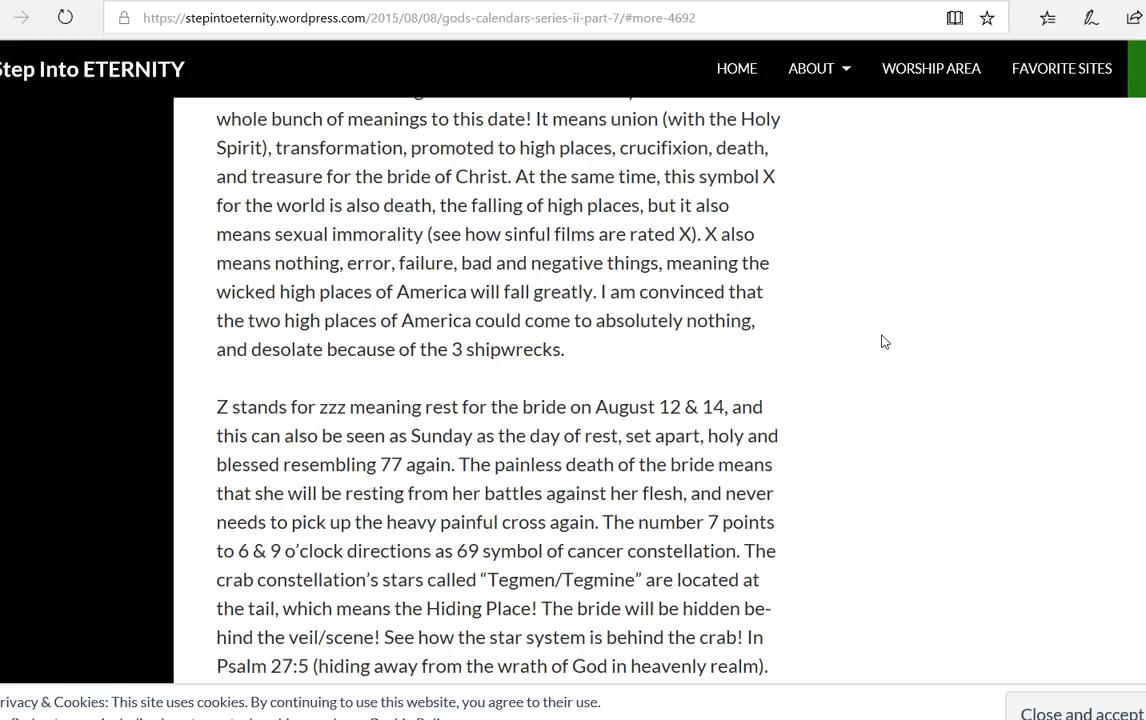 https://stepintoeternity.wordpress.com/2015/08/08/gods-calendars-series-ii-part-7/#more-4692
Step Into ETERNITY
HOME ABOUT WORSHIP AREA FAVORITE SITES
whole bunch of meanings to this date! It means union (with the Holy
Spirit), transformation, promoted to high places, crucifixion, death,
and treasure for the bride of Christ. At the same time, this symbol X
for the world is also death, the falling of high places, but it also
means sexual immorality (see how sinful films are rated X). X also
means nothing, error, failure, bad and negative things, meaning the
wicked high places of America will fall greatly. I am convinced that
the two high places of America could come to absolutely nothing,
and desolate because of the 3 shipwrecks.
Z stands for zzz meaning rest for the bride on August 12 & 14, and
this can also be seen as Sunday as the day of rest, set apart, holy and
blessed resembling 77 again. The painless death of the bride means
that she will be resting from her battles against her flesh, and never
needs to pick up the heavy painful cross again. The number 7 points
to 6 & 9 o’clock directions as 69 symbol of cancer constellation. The
crab constellation’s stars called “Tegmen/Tegmine” are located at
the tail, which means the Hiding Place! The bride will be hidden be-
hind the veil/scene! See how the star system is behind the crab! In
Psalm 27:5 (hiding away from the wrath of God in heavenly realm).
rivacy & Cookies: This site uses cookies. By continuing to use this website, you agree to their use.
Close and accept